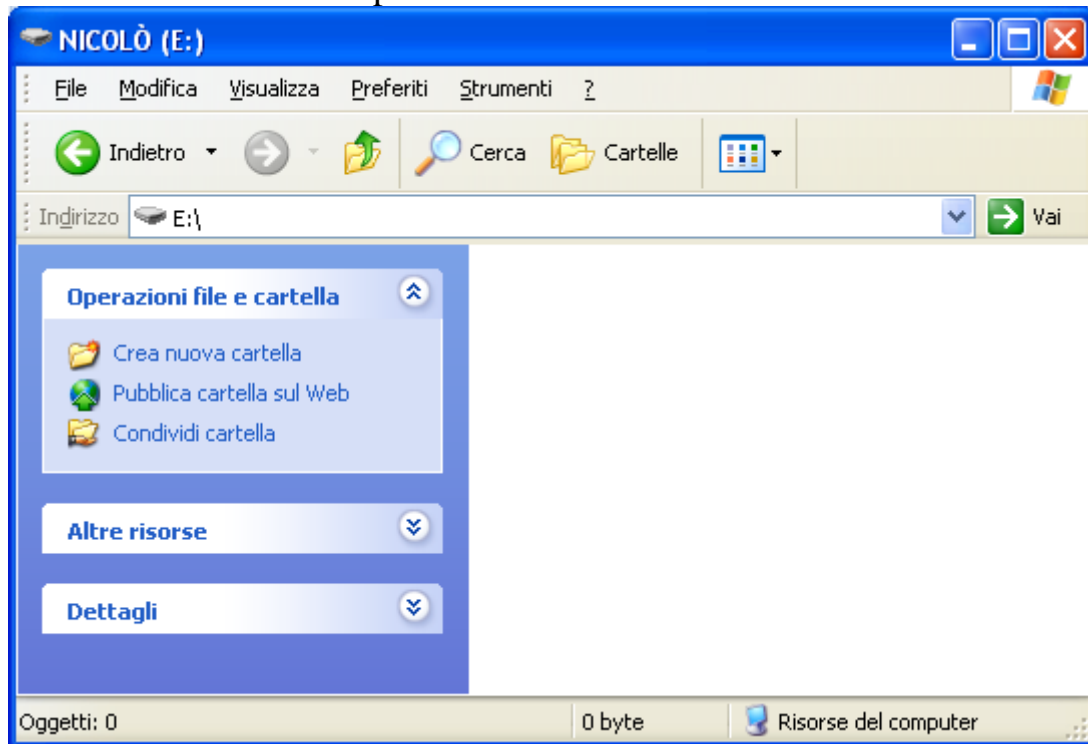 NICOLÒ (E:)
File Modifica Visualizza Preferiti Strumenti ?
Indietro Cerca Cartelle
Indirizzo E:\ Vai
Operazioni file e cartella
Crea nuova cartella
Pubblica cartella sul Web
Condividi cartella
Altre risorse
Dettagli
Oggetti: 0 0 byte Risorse del computer